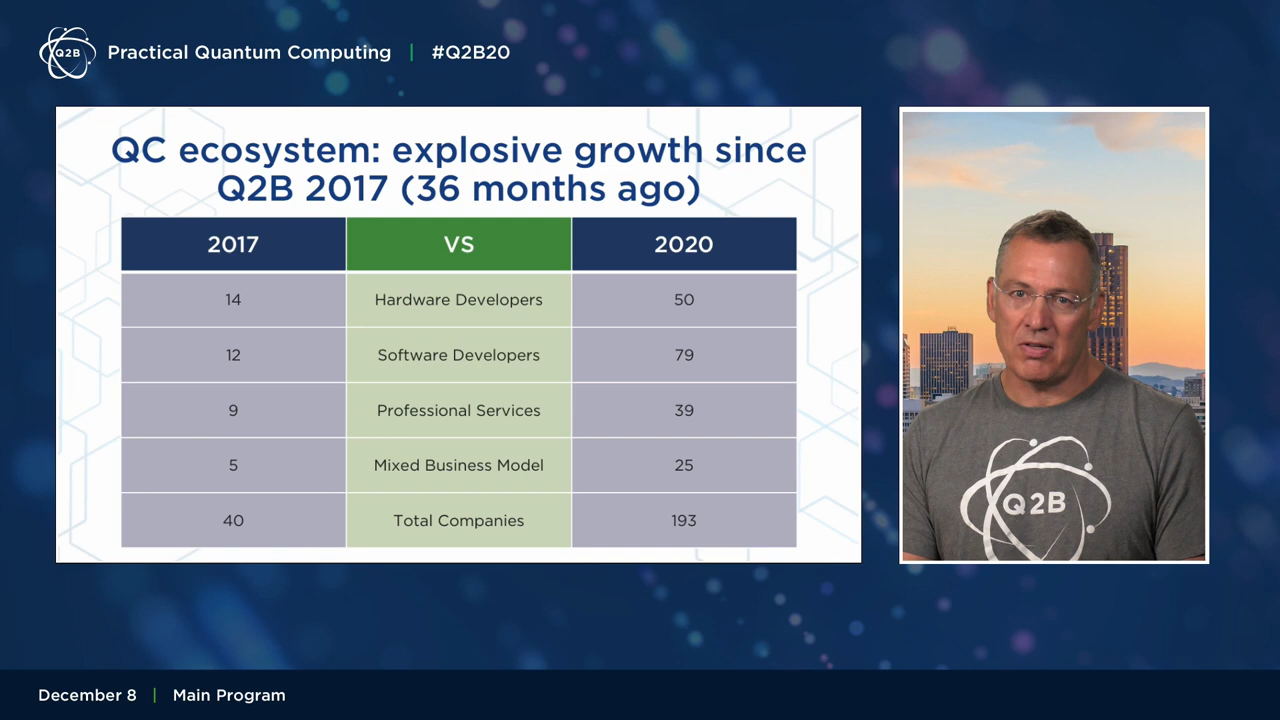 Q2B
Practical Quantum Computing | #Q2B20
QC ecosystem: explosive growth since
Q2B 2017 (36 months ago)
2017 VS 2020
14 Hardware Developers 50
12 Software Developers 79
9 Professional Services 39
5 Mixed Business Model 25
40 Total Companies 193
Q2B
December 8 | Main Program